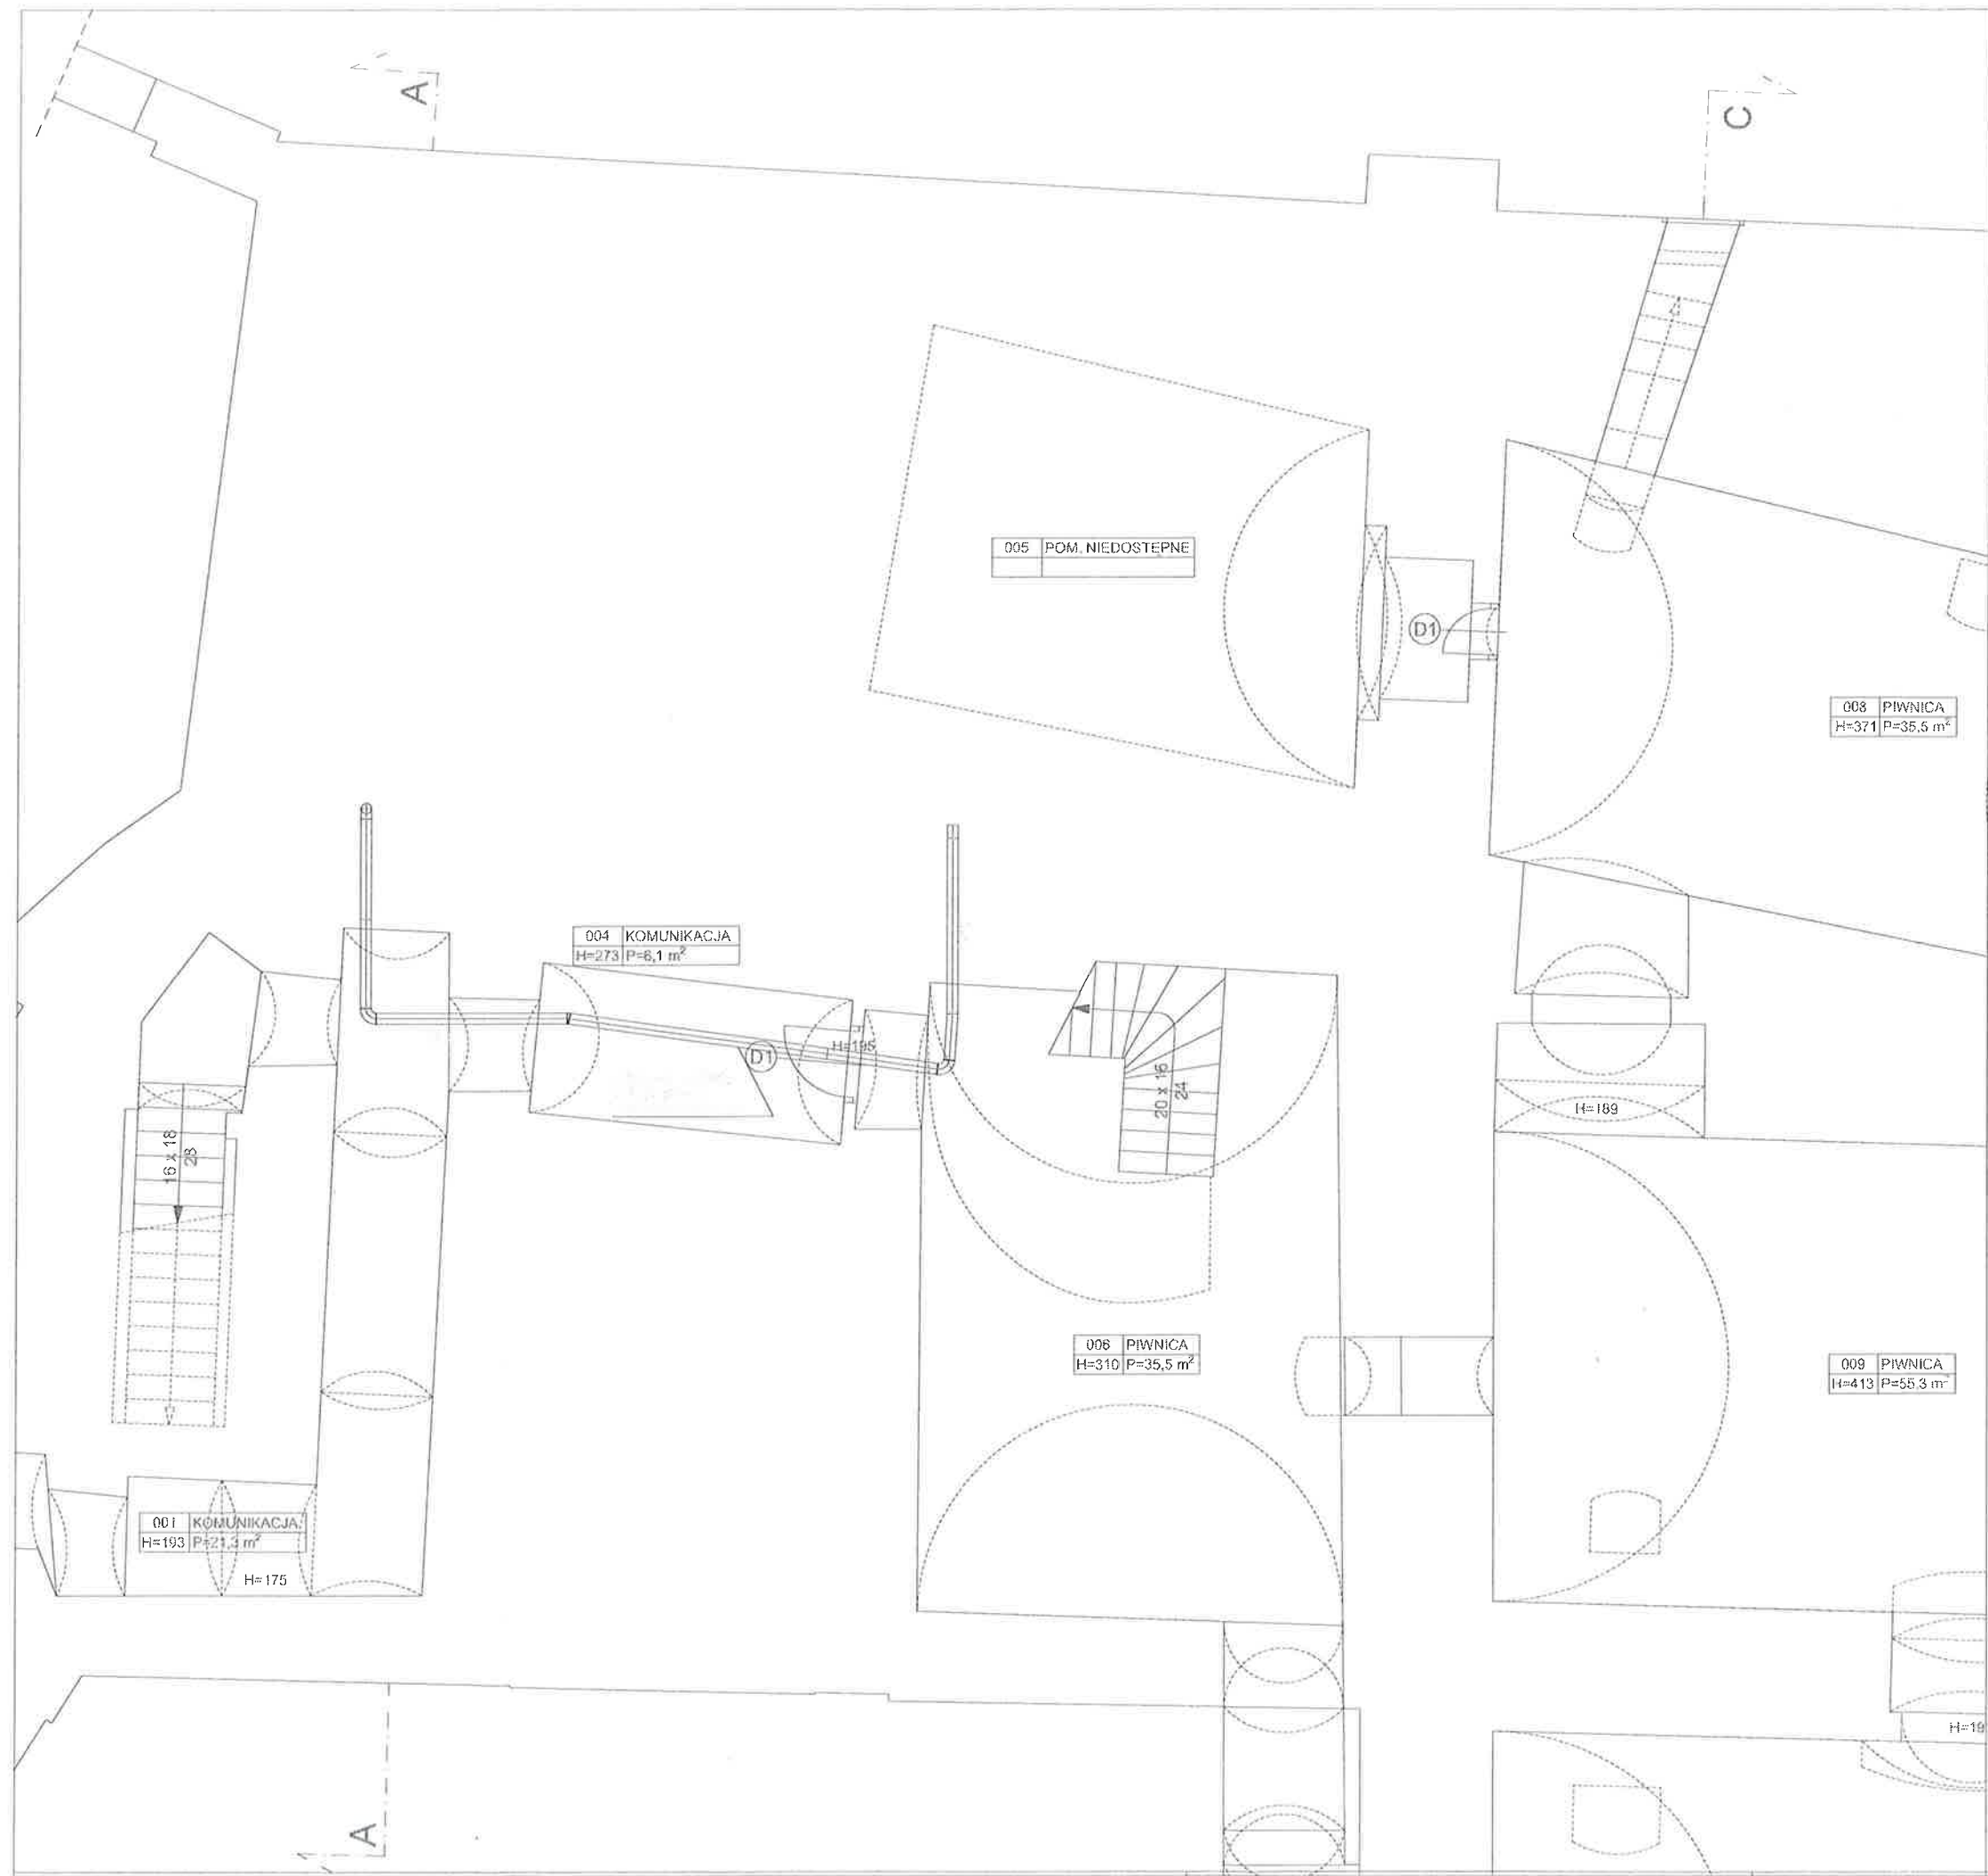 A
C
005 POM. NIEDOSTĘPNE
D1
008 PIWNICA
H=371 P=35,5 m²
004 KOMUNIKACJA
H=273 P=6,1 m²
D1
H=195
20 x 16
24
H=189
16 x 18
28
006 PIWNICA
H=310 P=35,5 m²
009 PIWNICA
H=413 P=55,3 m²
001 KOMUNIKACJA
H=193 P=21,3 m²
H=175
H=19
A